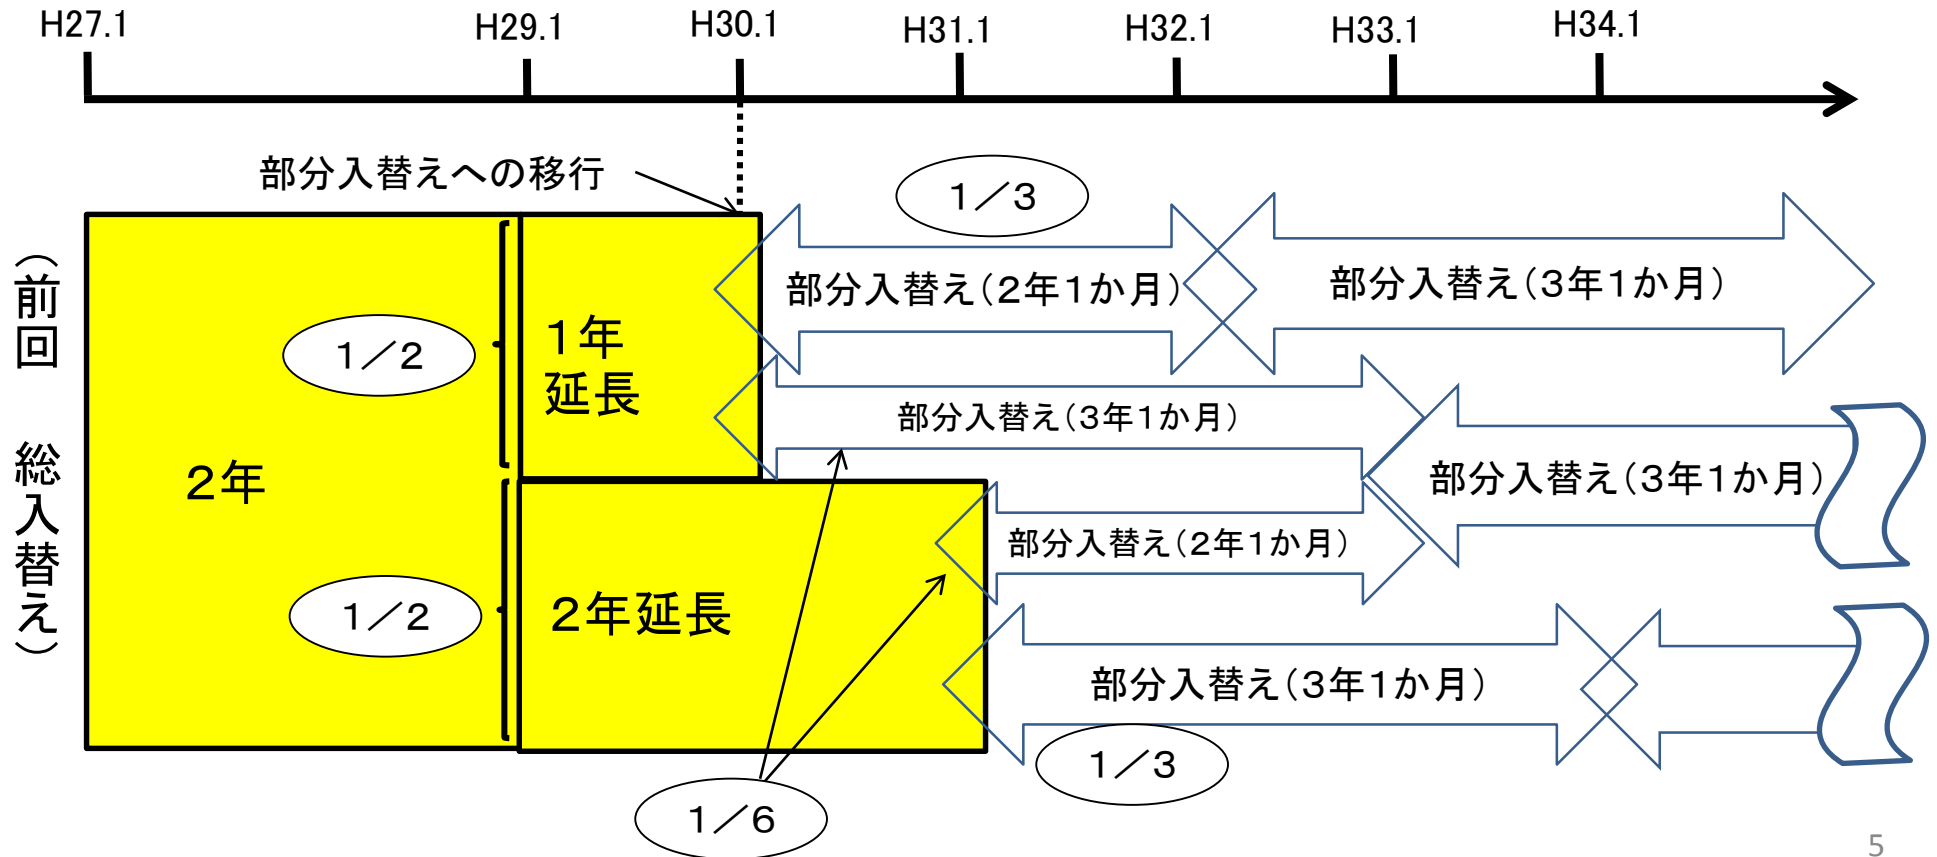 H27.1
H29.1
H30.1
H31.1
H32.1
H33.1
H34.1
部分入替えへの移行
(前回 総入替え)
2年
1/2
1/2
1年
延長
2年延長
1/3
部分入替え(2年1か月)
部分入替え(3年1か月)
部分入替え(3年1か月)
部分入替え(3年1か月)
部分入替え(2年1か月)
部分入替え(3年1か月)
1/3
1/6
5